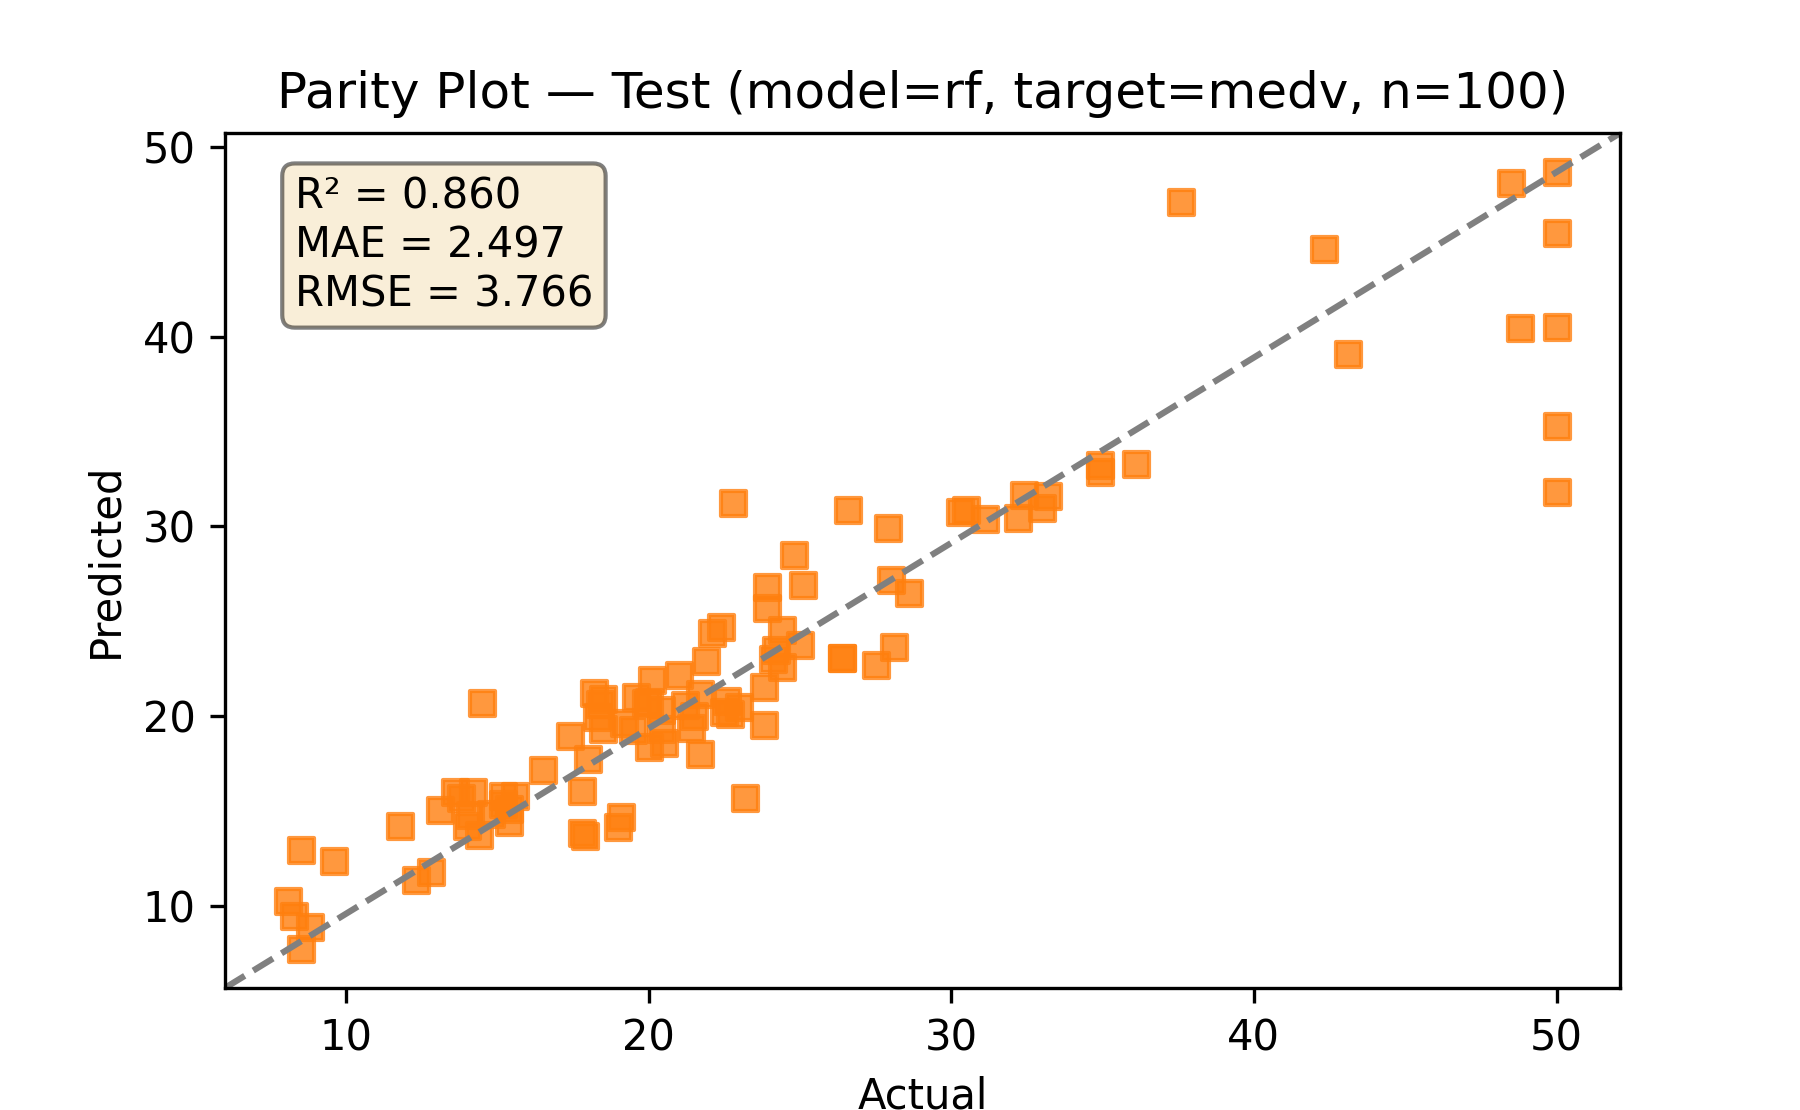 Parity Plot — Test (model=rf, target=medv, n=100)
R² = 0.860
MAE = 2.497
RMSE = 3.766
50
40
30
20
10
Predicted
10 20 30 40 50
Actual